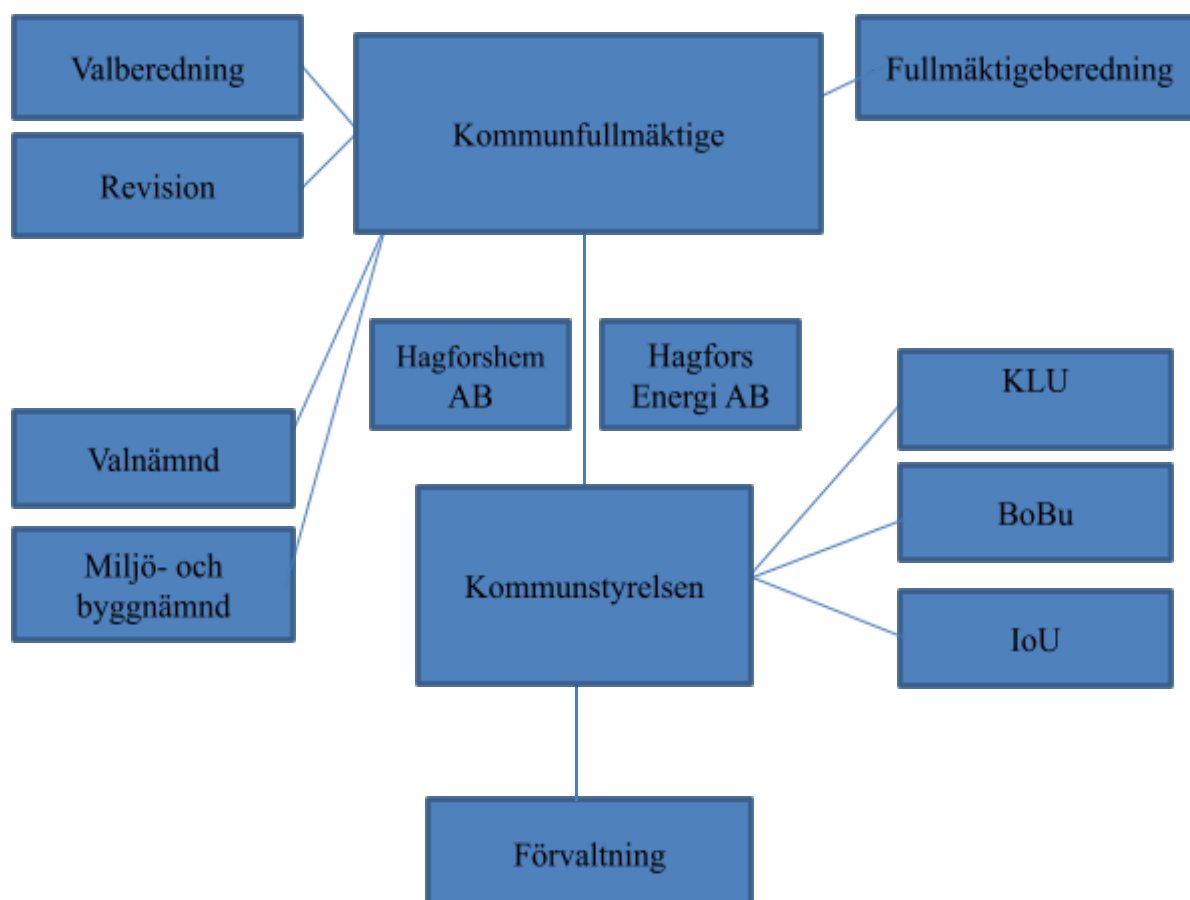 Valberedning
Kommunfullmäktige
Fullmäktigeberedning
Revision
Hagforshem
AB
Hagfors
Energi AB
KLU
Valnämnd
BoBu
Miljö- och
byggnämnd
Kommunstyrelsen
IoU
Förvaltning